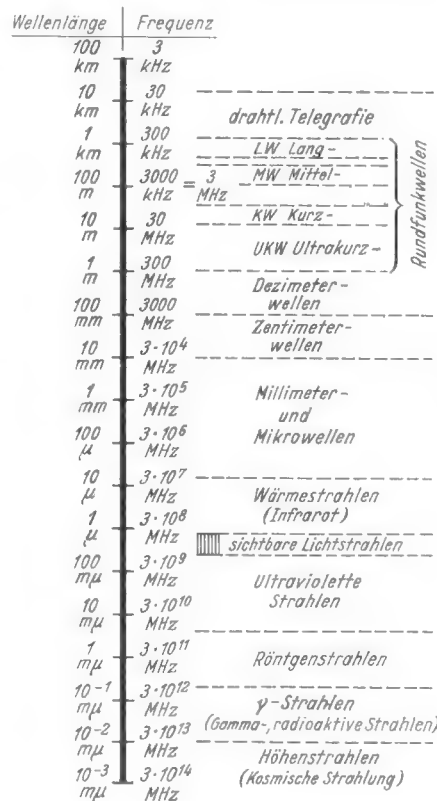 Wellenlänge Frequenz
100 3
km kHz
10 30
km kHz
drahtl. Telegrafie
1 300
km kHz
LW Lang-
100 3000 = 3
m kHz MHz
MW Mittel-
10 30
m MHz
KW Kurz-
UKW Ultrakurz-
Rundfunkwellen
1 300
m MHz
Dezimeter-
wellen
100 3000
mm MHz
Zentimeter-
wellen
10 3·10⁴
mm MHz
1 3·10⁵
mm MHz
Millimeter-
und
Mikrowellen
100 3·10⁶
μ MHz
10 3·10⁷
μ MHz
Wärmestrahlen
(Infrarot)
1 3·10⁸
μ MHz
sichtbare Lichtstrahlen
100 3·10⁹
mμ MHz
Ultraviolette
Strahlen
10 3·10¹⁰
mμ MHz
1 3·10¹¹
mμ MHz
Röntgenstrahlen
10⁻¹ 3·10¹²
mμ MHz
γ-Strahlen
(Gamma-, radioaktive Strahlen)
10⁻² 3·10¹³
mμ MHz
Höhenstrahlen
(Kosmische Strahlung)
10⁻³ 3·10¹⁴
mμ MHz